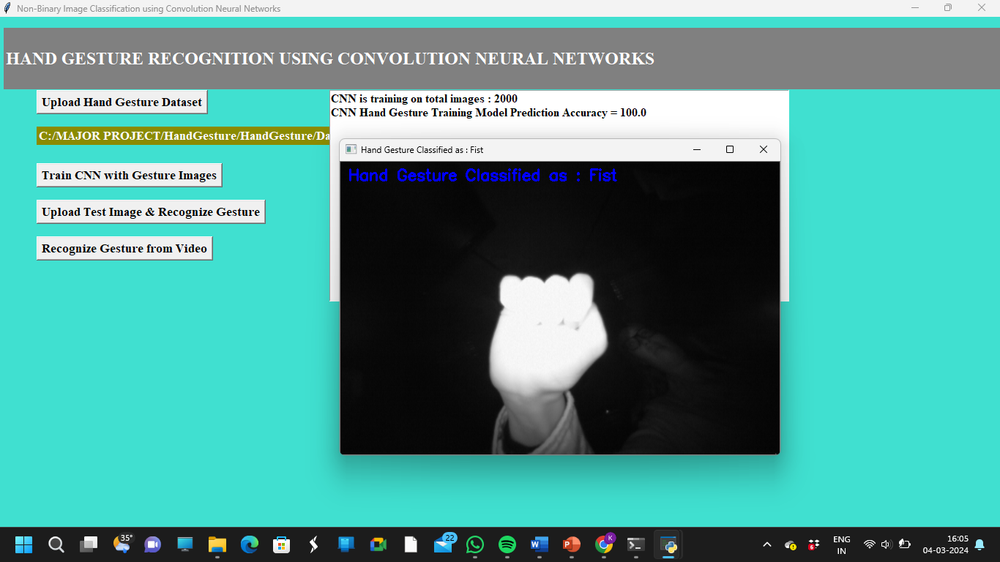 Non-Binary Image Classification using Convolution Neural Networks
HAND GESTURE RECOGNITION USING CONVOLUTION NEURAL NETWORKS
Upload Hand Gesture Dataset
C:/MAJOR PROJECT/HandGesture/HandGesture/Da
Train CNN with Gesture Images
Upload Test Image & Recognize Gesture
Recognize Gesture from Video
CNN is training on total images : 2000
CNN Hand Gesture Training Model Prediction Accuracy = 100.0
Hand Gesture Classified as : Fist
Hand Gesture Classified as : Fist
35°
22
W
P
K
6
ENG
IN
16:05
04-03-2024